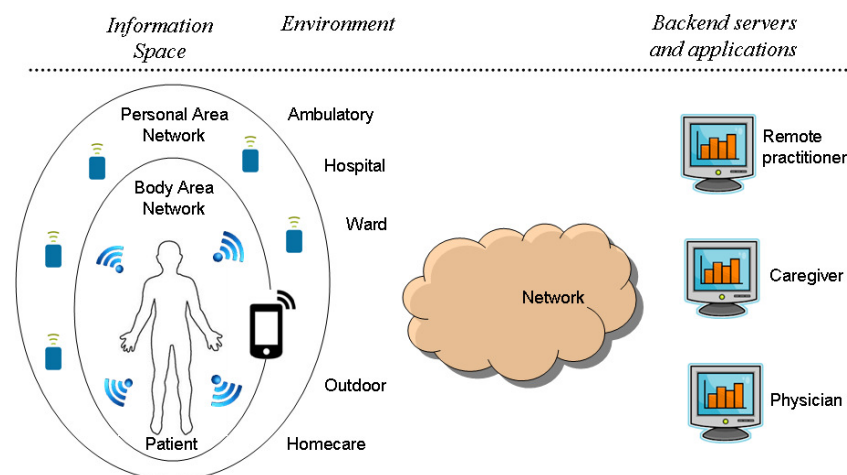 Information
Space
Environment
Backend servers
and applications
Personal Area
Network
Body Area
Network
Patient
Ambulatory
Hospital
Ward
Outdoor
Homecare
Network
Remote
practitioner
Caregiver
Physician